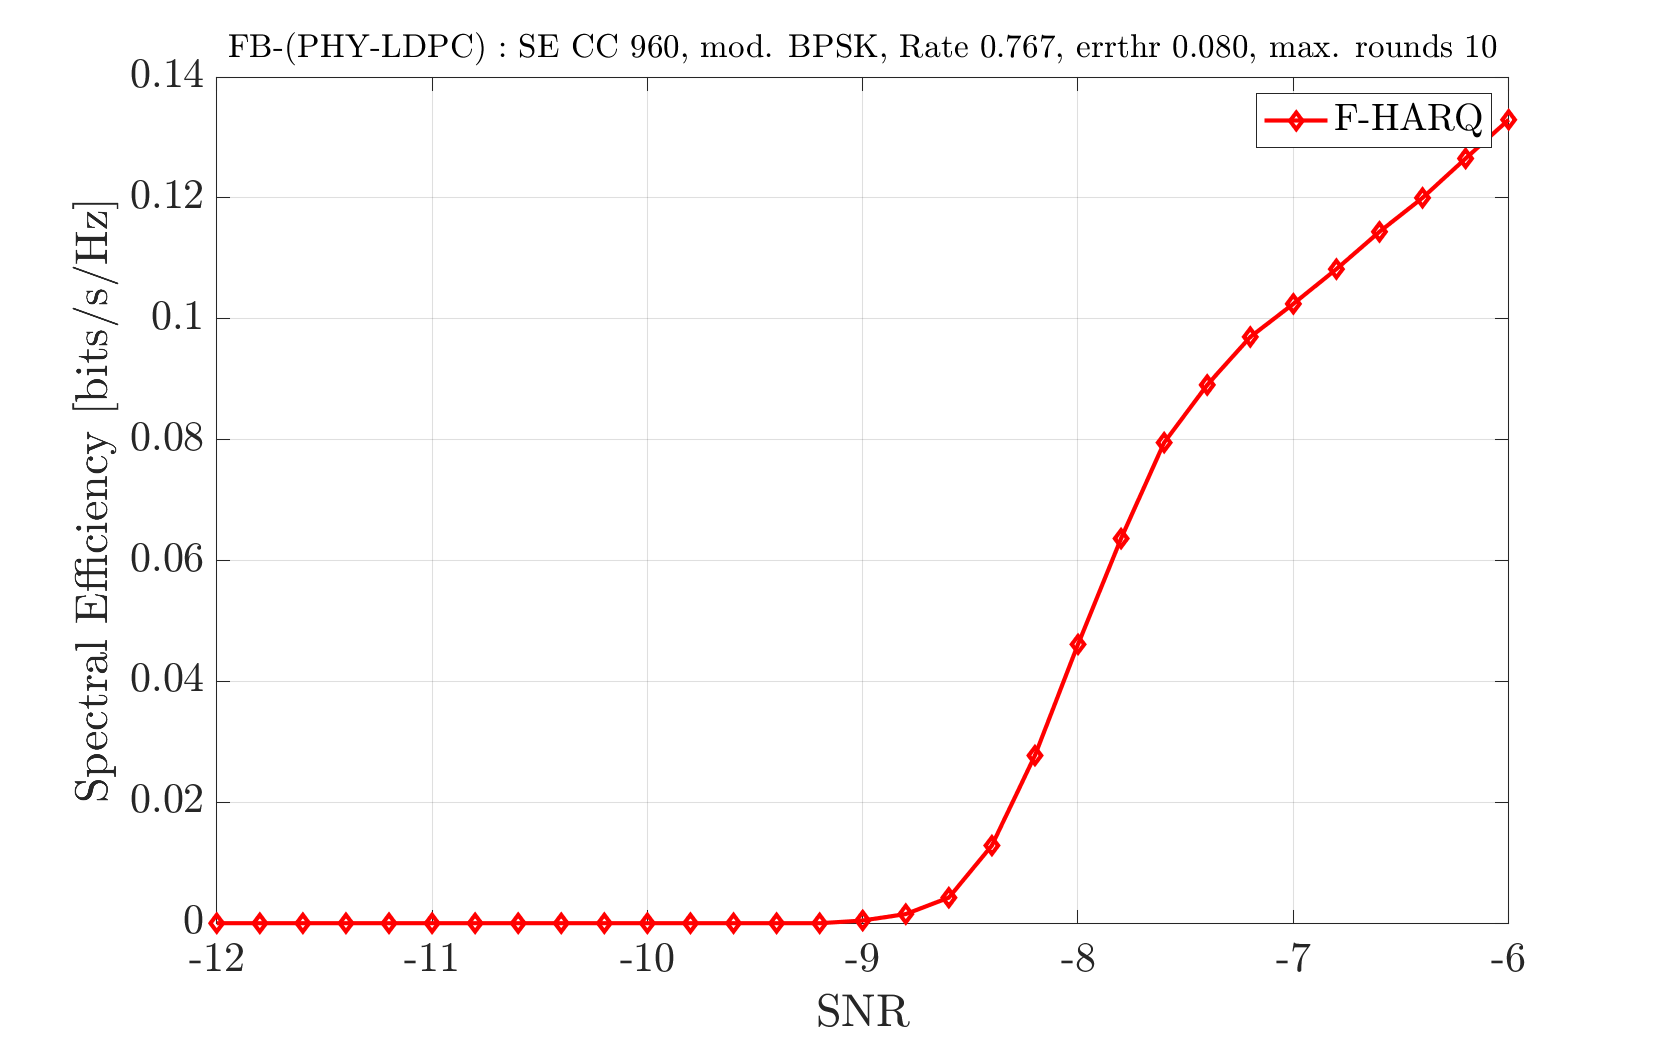 FB-(PHY-LDPC) : SE CC 960, mod. BPSK, Rate 0.767, errthr 0.080, max. rounds 10
0.14
0.12
0.1
0.08
0.06
0.04
0.02
0
Spectral Efficiency [bits/s/Hz]
F-HARQ
-12 -11 -10 -9 -8 -7 -6
SNR